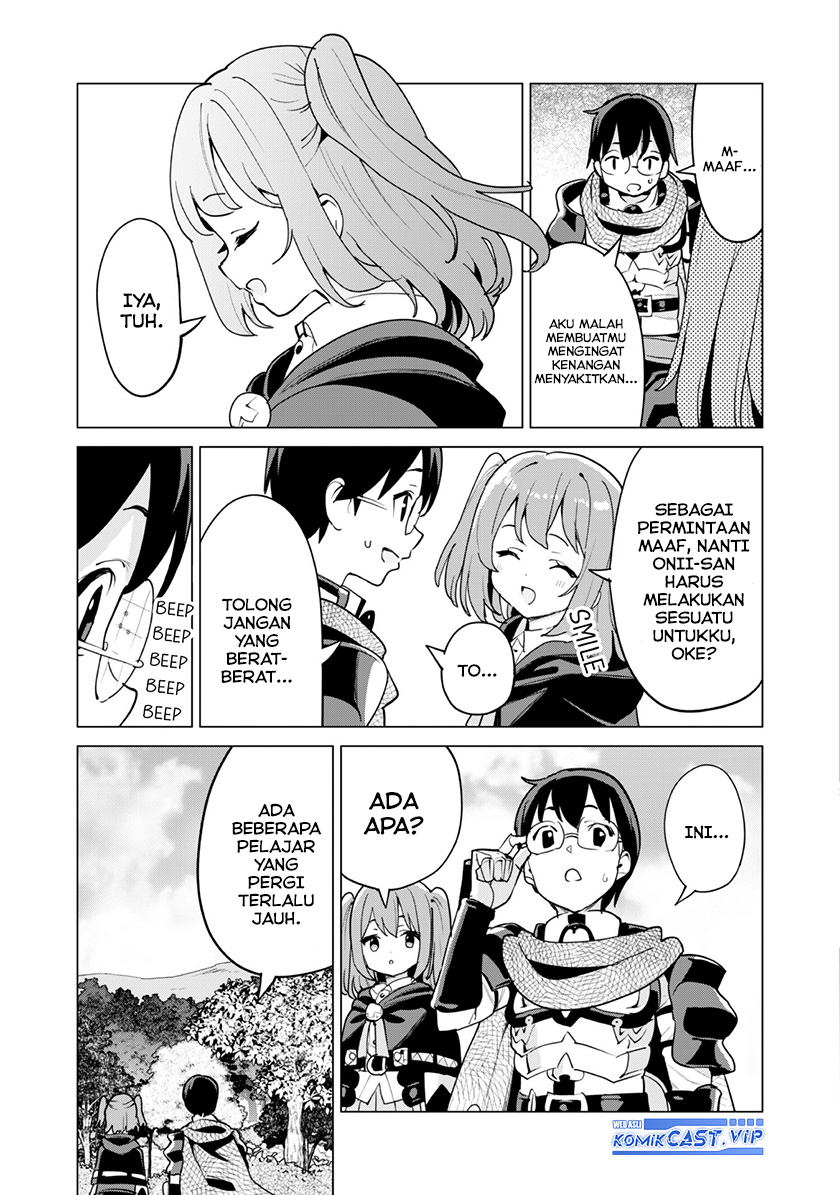 M-
MAAF...
AKU MALAH
MEMBUATMU
MENGINGAT
KENANGAN
MENYAKITKAN...
IYA,
TUH.
SEBAGAI
PERMINTAAN
MAAF, NANTI
ONII-SAN
HARUS
MELAKUKAN
SESUATU
UNTUKKU,
OKE?
SMILE
TO...
TOLONG
JANGAN
YANG
BERAT-
BERAT...
BEEP
BEEP
BEEP
BEEP
BEEP
INI...
ADA
APA?
ADA
BEBERAPA
PELAJAR
YANG
PERGI
TERLALU
JAUH.
WEB ASLI
KOMIKCAST.VIP